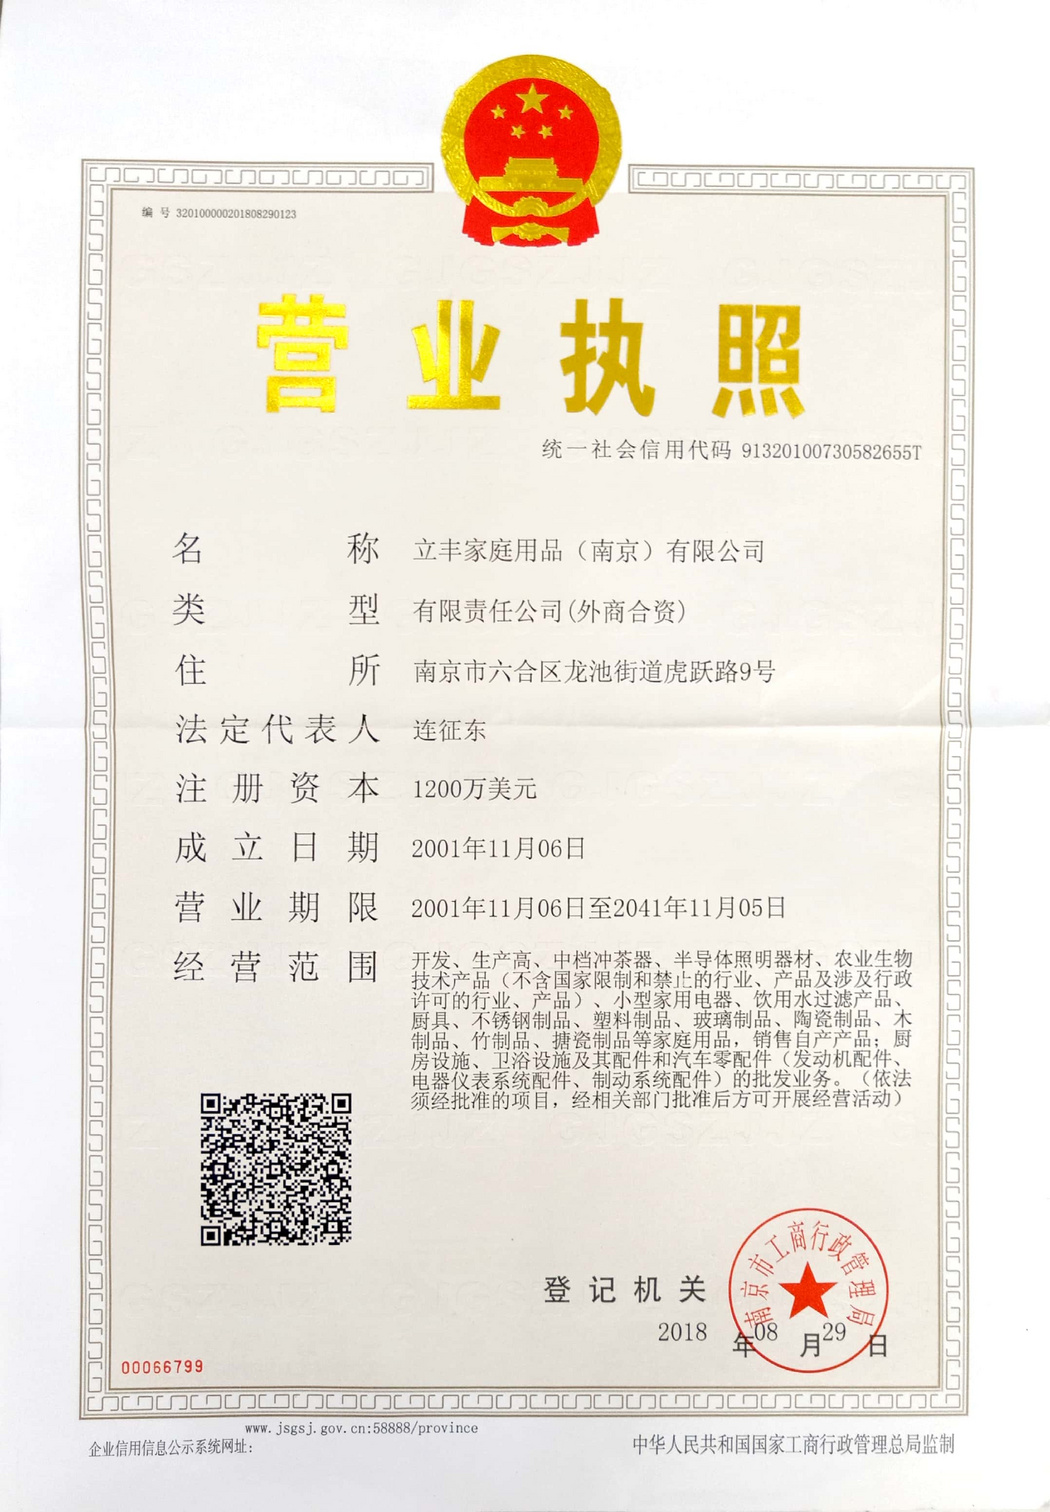 编 号 320100000201808290123
营业执照
统一社会信用代码 91320100730582655T
名称 立丰家庭用品（南京）有限公司
类型 有限责任公司(外商合资)
住所 南京市六合区龙池街道虎跃路9号
法定代表人 连征东
注册资本 1200万美元
成立日期 2001年11月06日
营业期限 2001年11月06日至2041年11月05日
经营范围 开发、生产高、中档冲茶器、半导体照明器材、农业生物
技术产品（不含国家限制和禁止的行业、产品及涉及行政
许可的行业、产品）、小型家用电器、饮用水过滤产品、
厨具、不锈钢制品、塑料制品、玻璃制品、陶瓷制品、木
制品、竹制品、搪瓷制品等家庭用品，销售自产产品；厨
房设施、卫浴设施及其配件和汽车零配件（发动机配件、
电器仪表系统配件、制动系统配件）的批发业务。（依法
须经批准的项目，经相关部门批准后方可开展经营活动）
南京市工商行政管理局
登记机关
2018年08月29日
00066799
www.jsgsj.gov.cn:58888/province
企业信用信息公示系统网址:
中华人民共和国国家工商行政管理总局监制